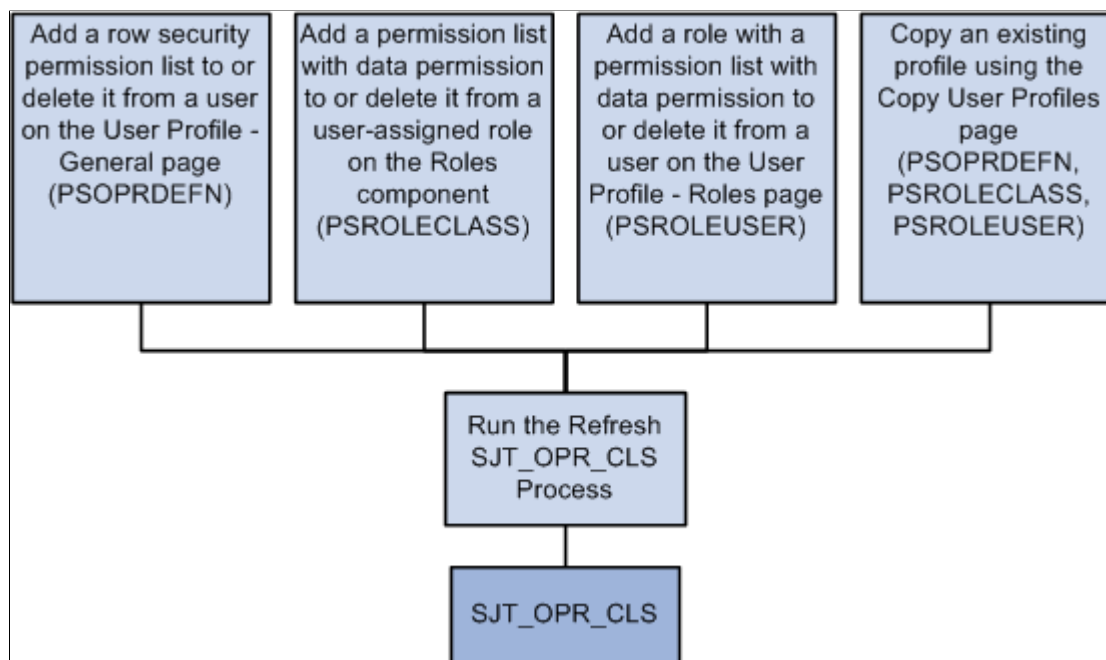 Add a row security
permission list to or
delete it from a user
on the User Profile -
General page
(PSOPRDEFN)
Add a permission list
with data permission
to or delete it from a
user-assigned role
on the Roles
component
(PSROLECLASS)
Add a role with a
permission list with
data permission to
or delete it from a
user on the User
Profile - Roles page
(PSROLEUSER)
Copy an existing
profile using the
Copy User Profiles
page
(PSOPRDEFN,
PSROLECLASS,
PSROLEUSER)
Run the Refresh
SJT_OPR_CLS
Process
SJT_OPR_CLS